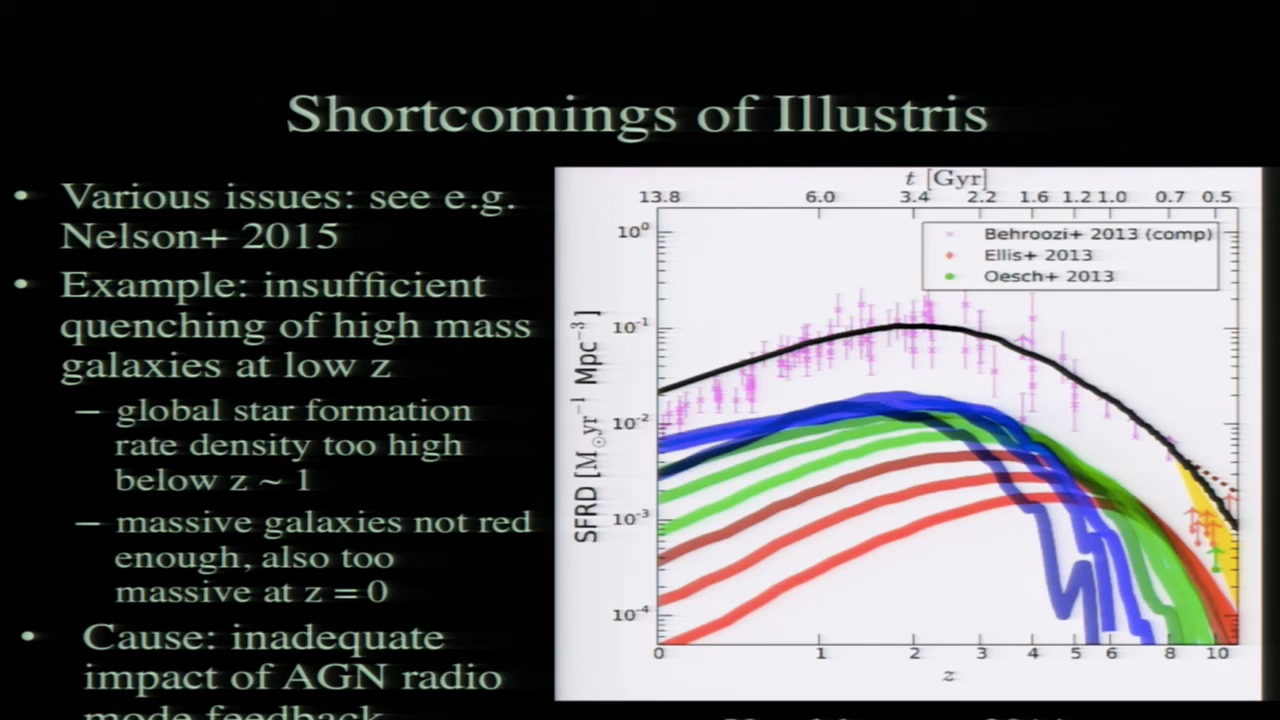 Shortcomings of Illustris
• Various issues: see e.g.
Nelson+ 2015
• Example: insufficient
quenching of high mass
galaxies at low z
– global star formation
rate density too high
below z ~ 1
– massive galaxies not red
enough, also too
massive at z = 0
• Cause: inadequate
impact of AGN radio
mode feedback
t [Gyr]
13.8 6.0 3.4 2.2 1.6 1.2 1.0 0.7 0.5
Behroozi+ 2013 (comp)
Ellis+ 2013
Oesch+ 2013
10⁰
10⁻¹
10⁻²
10⁻³
10⁻⁴
SFRD [M⊙yr⁻¹ Mpc⁻³]
0 1 2 3 4 5 6 8 10
z